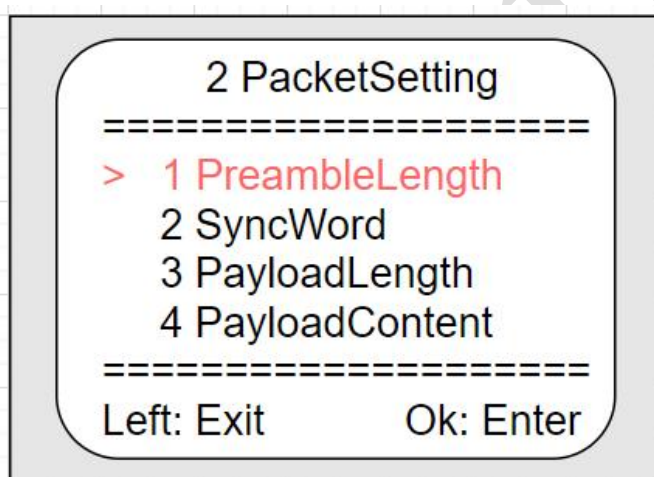 2 PacketSetting
====================
> 1 PreambleLength
2 SyncWord
3 PayloadLength
4 PayloadContent
====================
Left: Exit Ok: Enter